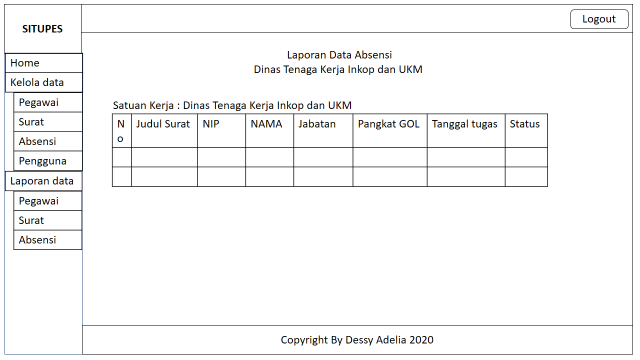 SITUPES
Logout
Home
Kelola data
Pegawai
Surat
Absensi
Pengguna
Laporan data
Pegawai
Surat
Absensi
Laporan Data Absensi
Dinas Tenaga Kerja Inkop dan UKM
Satuan Kerja : Dinas Tenaga Kerja Inkop dan UKM
No Judul Surat NIP NAMA Jabatan Pangkat GOL Tanggal tugas Status
Copyright By Dessy Adelia 2020